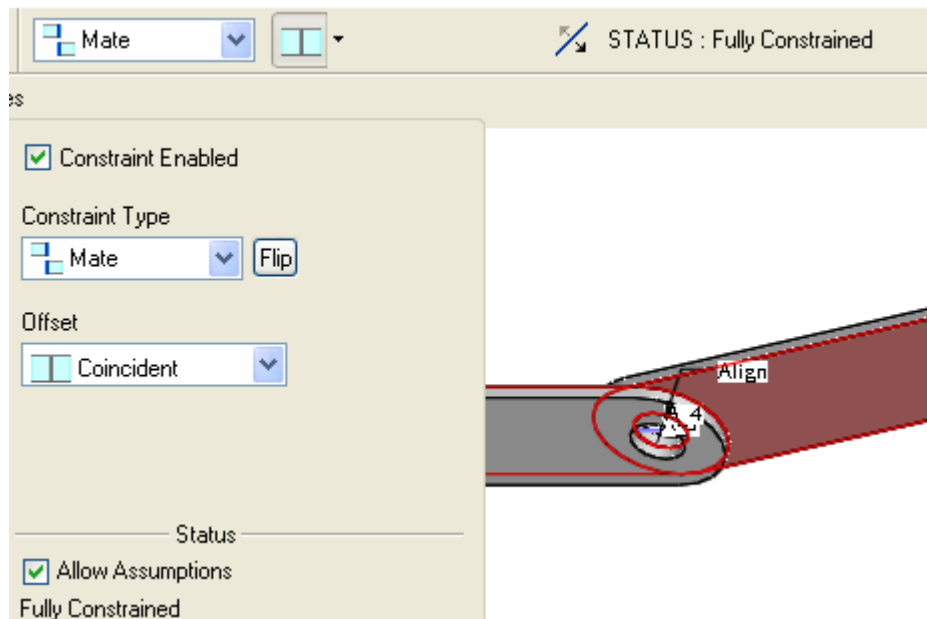 Mate
STATUS : Fully Constrained
es
Constraint Enabled
Constraint Type
Mate
Flip
Offset
Coincident
Align
A_4
Status
Allow Assumptions
Fully Constrained